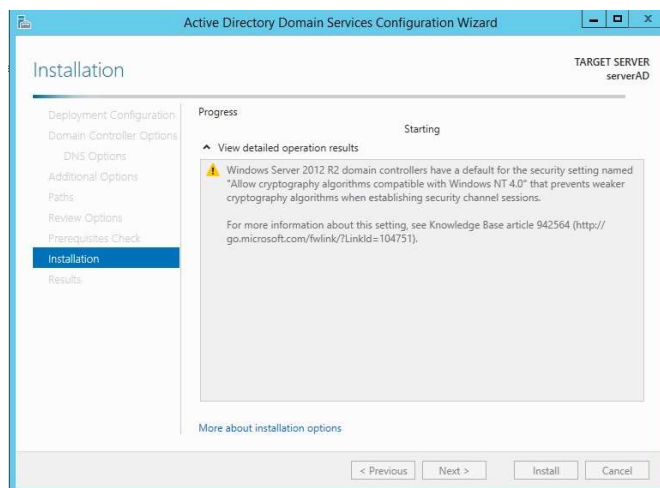 Active Directory Domain Services Configuration Wizard
Installation
TARGET SERVER
serverAD
Deployment Configuration
Domain Controller Options
DNS Options
Additional Options
Paths
Review Options
Prerequisites Check
Installation
Results
Progress
Starting
View detailed operation results
Windows Server 2012 R2 domain controllers have a default for the security setting named
"Allow cryptography algorithms compatible with Windows NT 4.0" that prevents weaker
cryptography algorithms when establishing security channel sessions.
For more information about this setting, see Knowledge Base article 942564 (http://
go.microsoft.com/fwlink/?LinkId=104751).
More about installation options
< Previous
Next >
Install
Cancel